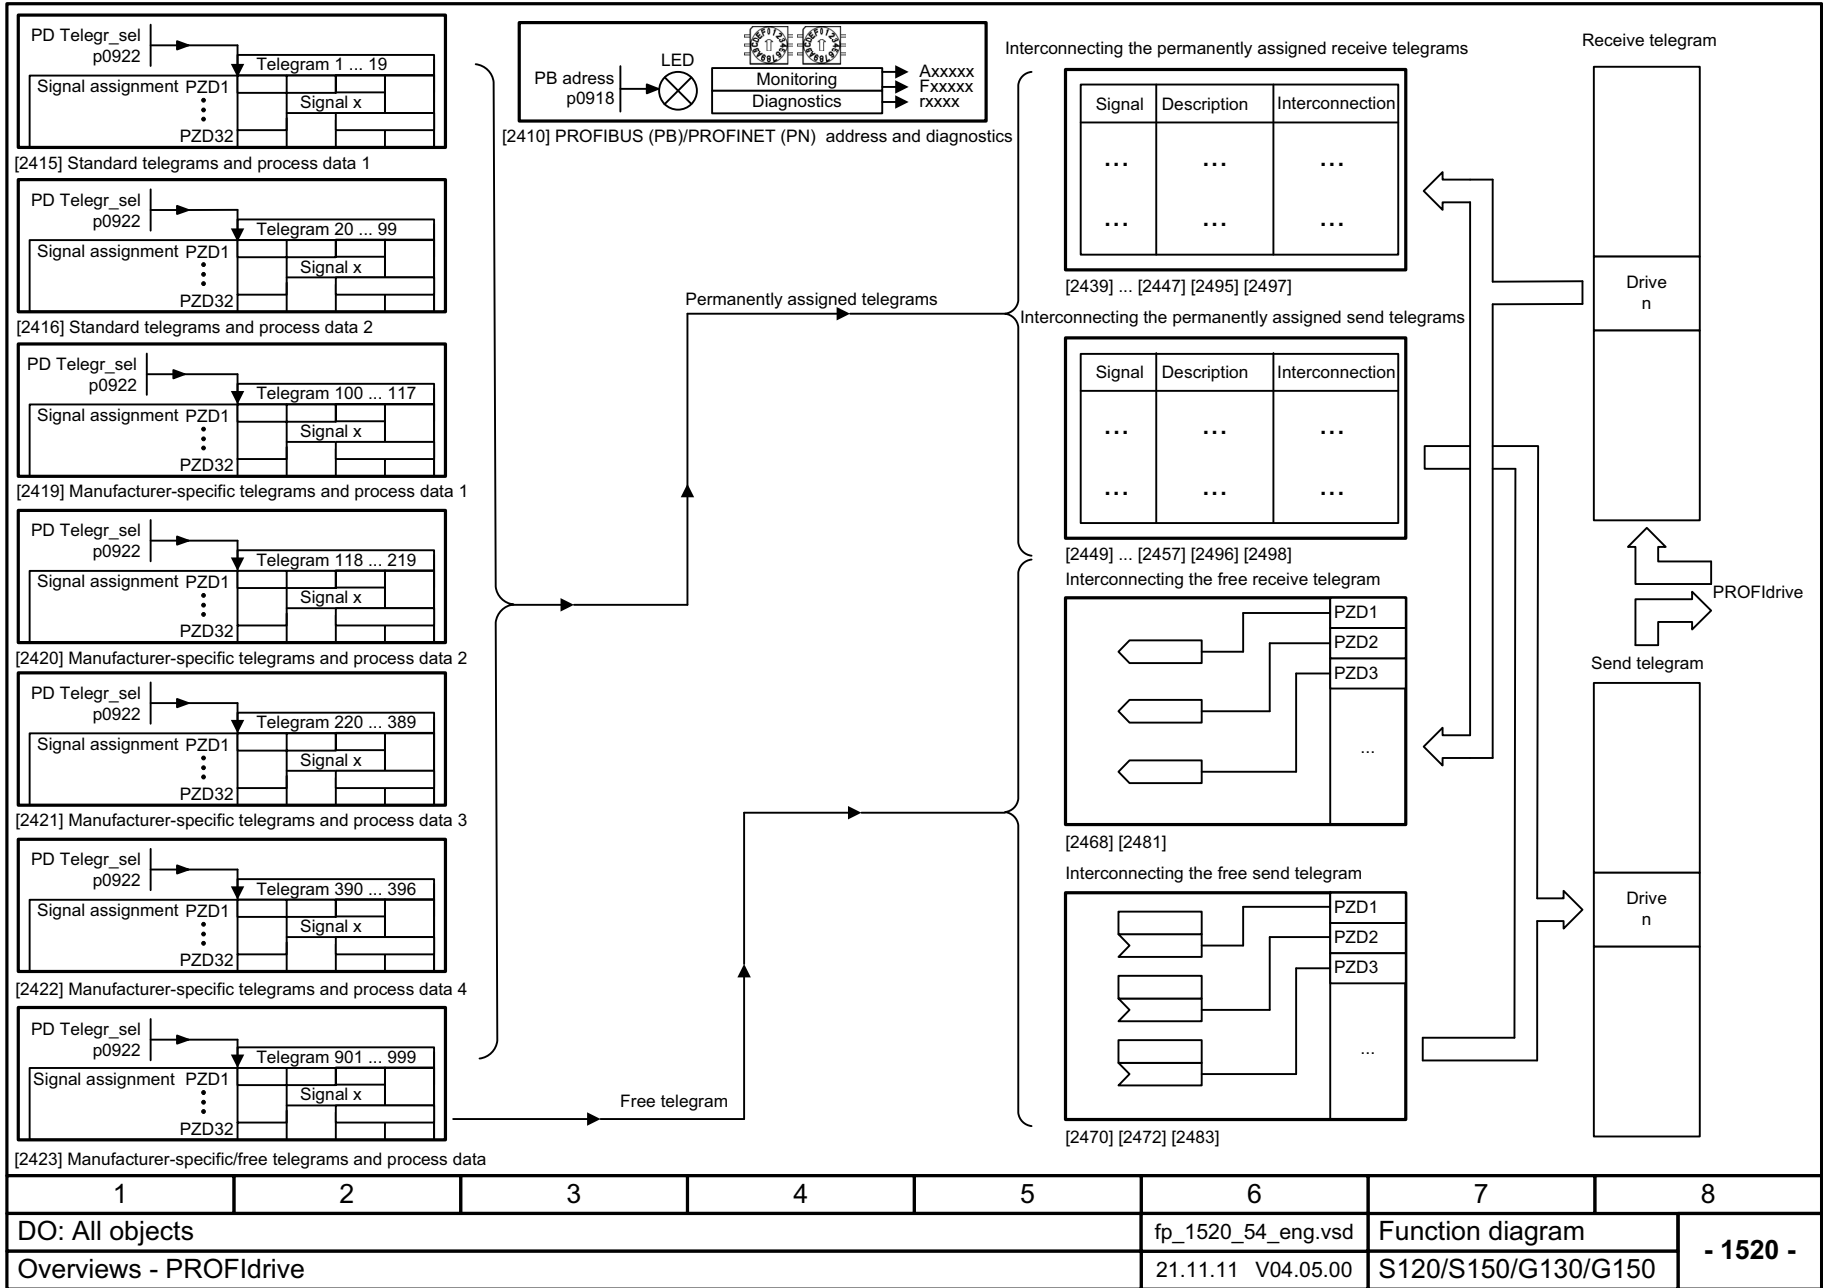 PD Telegr_sel
p0922
Telegram 1 ... 19
Signal assignment PZD1
Signal x
PZD32
[2415] Standard telegrams and process data 1
PD Telegr_sel
p0922
Telegram 20 ... 99
Signal assignment PZD1
Signal x
PZD32
[2416] Standard telegrams and process data 2
PD Telegr_sel
p0922
Telegram 100 ... 117
Signal assignment PZD1
Signal x
PZD32
[2419] Manufacturer-specific telegrams and process data 1
PD Telegr_sel
p0922
Telegram 118 ... 219
Signal assignment PZD1
Signal x
PZD32
[2420] Manufacturer-specific telegrams and process data 2
PD Telegr_sel
p0922
Telegram 220 ... 389
Signal assignment PZD1
Signal x
PZD32
[2421] Manufacturer-specific telegrams and process data 3
PD Telegr_sel
p0922
Telegram 390 ... 396
Signal assignment PZD1
Signal x
PZD32
[2422] Manufacturer-specific telegrams and process data 4
PD Telegr_sel
p0922
Telegram 901 ... 999
Signal assignment PZD1
Signal x
PZD32
[2423] Manufacturer-specific/free telegrams and process data
PB adress
p0918
LED
Monitoring
Diagnostics
Axxxxx
Fxxxxx
rxxxx
[2410] PROFIBUS (PB)/PROFINET (PN) address and diagnostics
Permanently assigned telegrams
Free telegram
Interconnecting the permanently assigned receive telegrams
Signal Description Interconnection
... ... ...
... ... ...
[2439] ... [2447] [2495] [2497]
Interconnecting the permanently assigned send telegrams
Signal Description Interconnection
... ... ...
... ... ...
[2449] ... [2457] [2496] [2498]
Interconnecting the free receive telegram
PZD1
PZD2
PZD3
...
[2468] [2481]
Interconnecting the free send telegram
PZD1
PZD2
PZD3
...
[2470] [2472] [2483]
Receive telegram
Drive
n
PROFIdrive
Send telegram
Drive
n
1 2 3 4 5 6 7 8
DO: All objects
fp_1520_54_eng.vsd
Function diagram
- 1520 -
Overviews - PROFIdrive
21.11.11 V04.05.00
S120/S150/G130/G150